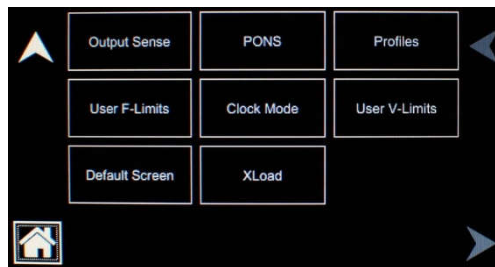 Output Sense
PONS
Profiles
User F-Limits
Clock Mode
User V-Limits
Default Screen
XLoad